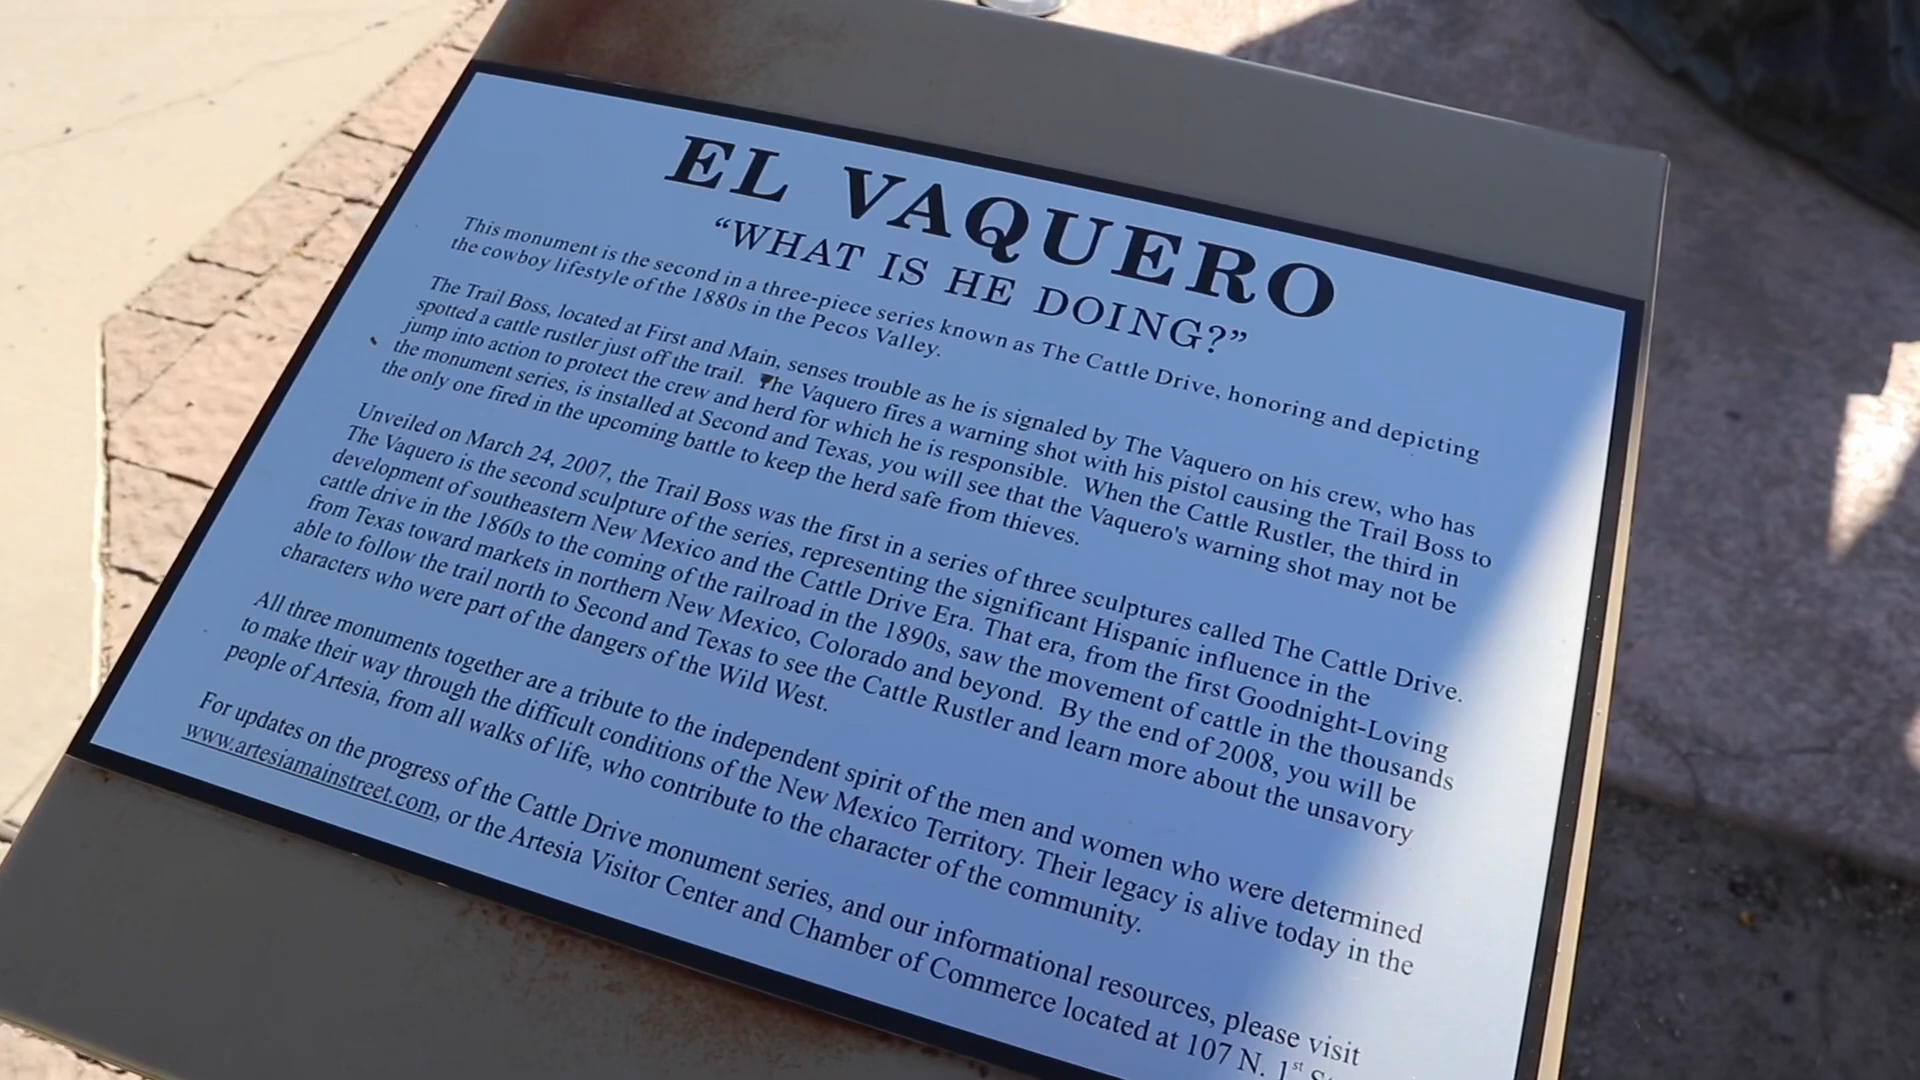 EL VAQUERO
“WHAT IS HE DOING?”
This monument is the second in a three-piece series known as The Cattle Drive, honoring and depicting
the cowboy lifestyle of the 1880s in the Pecos Valley.
The Trail Boss, located at First and Main, senses trouble as he is signaled by The Vaquero on his crew, who has
spotted a cattle rustler just off the trail. The Vaquero fires a warning shot with his pistol causing the Trail Boss to
jump into action to protect the crew and herd for which he is responsible. When the Cattle Rustler, the third in
the monument series, is installed at Second and Texas, you will see that the Vaquero's warning shot may not be
the only one fired in the upcoming battle to keep the herd safe from thieves.
Unveiled on March 24, 2007, the Trail Boss was the first in a series of three sculptures called The Cattle Drive.
The Vaquero is the second sculpture of the series, representing the significant Hispanic influence in the
development of southeastern New Mexico and the Cattle Drive Era. That era, from the first Goodnight-Loving
cattle drive in the 1860s to the coming of the railroad in the 1890s, saw the movement of cattle in the thousands
from Texas toward markets in northern New Mexico, Colorado and beyond. By the end of 2008, you will be
able to follow the trail north to Second and Texas to see the Cattle Rustler and learn more about the unsavory
characters who were part of the dangers of the Wild West.
All three monuments together are a tribute to the independent spirit of the men and women who were determined
to make their way through the difficult conditions of the New Mexico Territory. Their legacy is alive today in the
people of Artesia, from all walks of life, who contribute to the character of the community.
For updates on the progress of the Cattle Drive monument series, and our informational resources, please visit
www.artesiamainstreet.com, or the Artesia Visitor Center and Chamber of Commerce located at 107 N. 1st